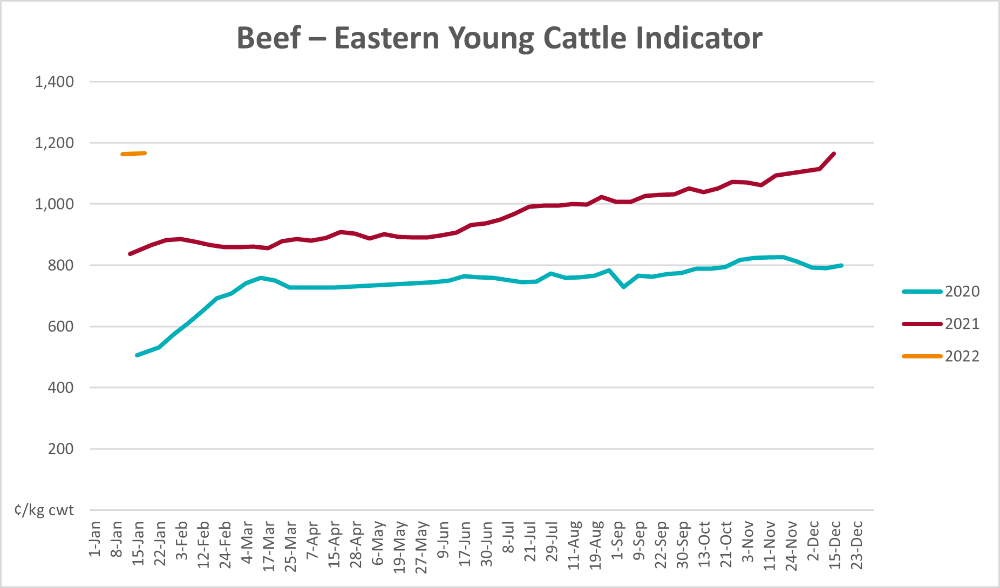 Beef – Eastern Young Cattle Indicator
1,400
1,200
1,000
800
600
400
200
¢/kg cwt
1-Jan
8-Jan
15-Jan
22-Jan
3-Feb
12-Feb
24-Feb
4-Mar
17-Mar
25-Mar
7-Apr
15-Apr
28-Apr
6-May
19-May
27-May
9-Jun
17-Jun
30-Jun
8-Jul
21-Jul
29-Jul
11-Aug
19-Aug
1-Sep
9-Sep
22-Sep
30-Sep
13-Oct
21-Oct
3-Nov
11-Nov
24-Nov
2-Dec
15-Dec
23-Dec
2020
2021
2022